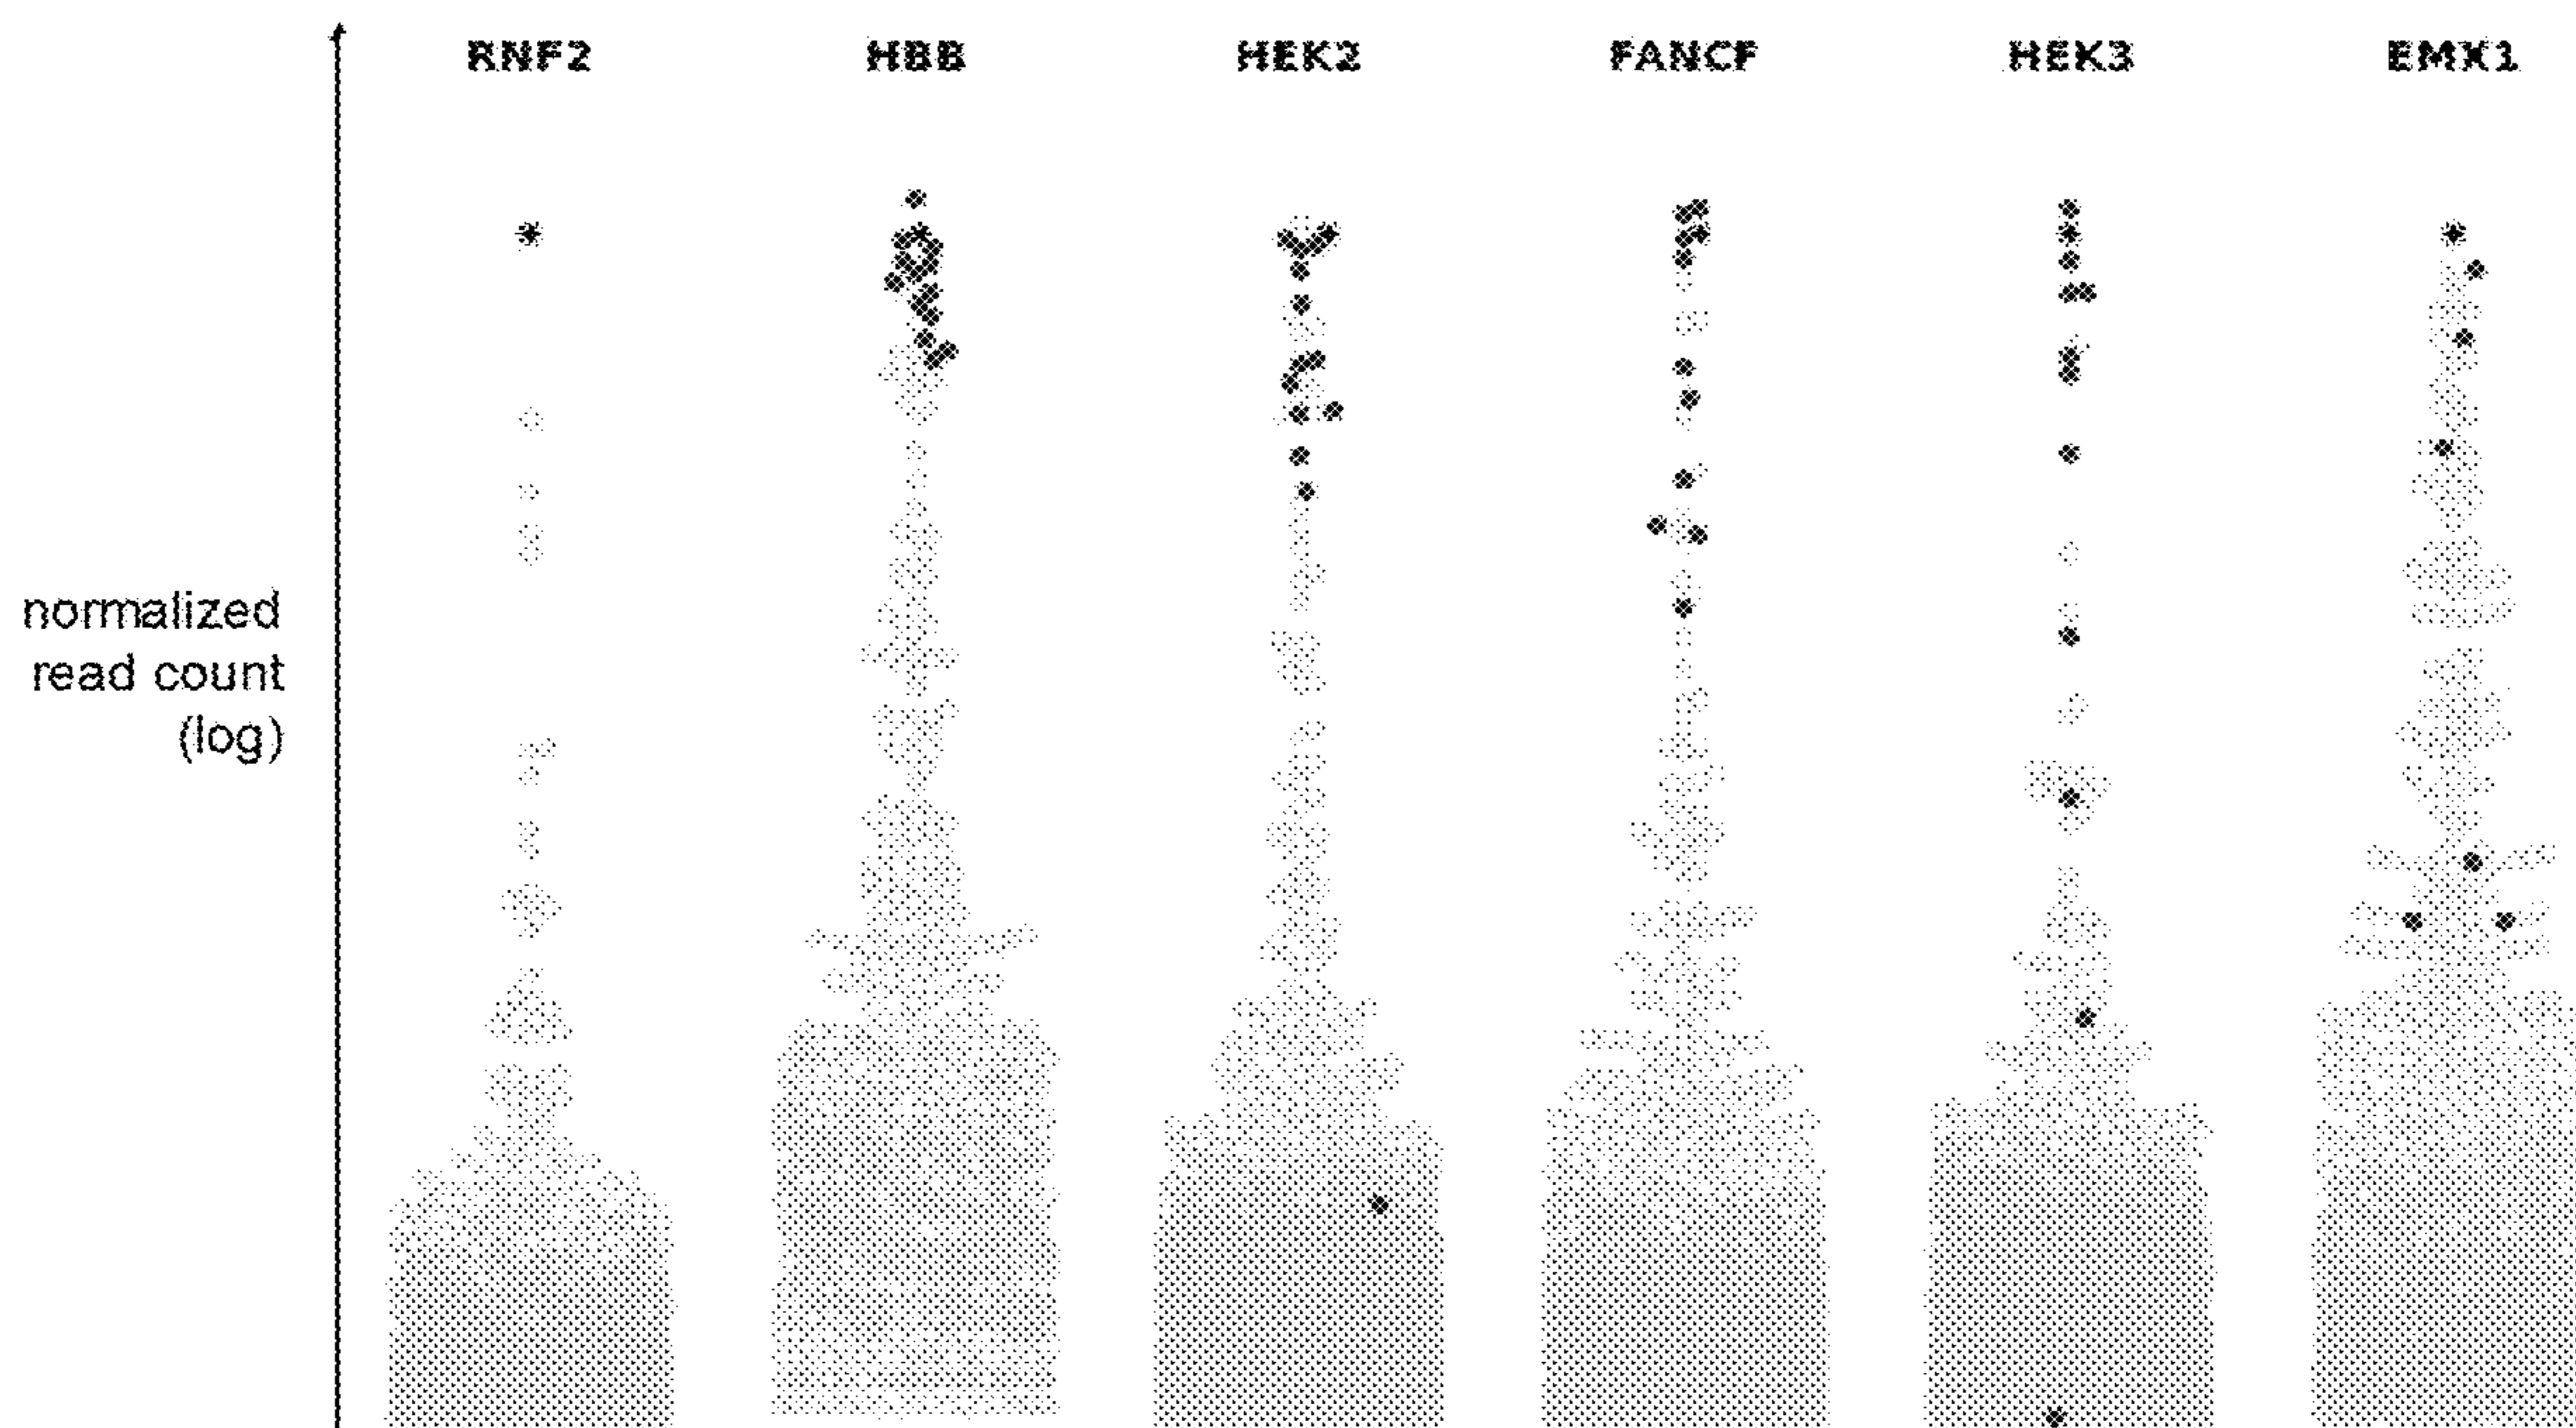 RNF2 HBB HEK2 FANCF HEK3 EMX1
normalized
read count
(log)